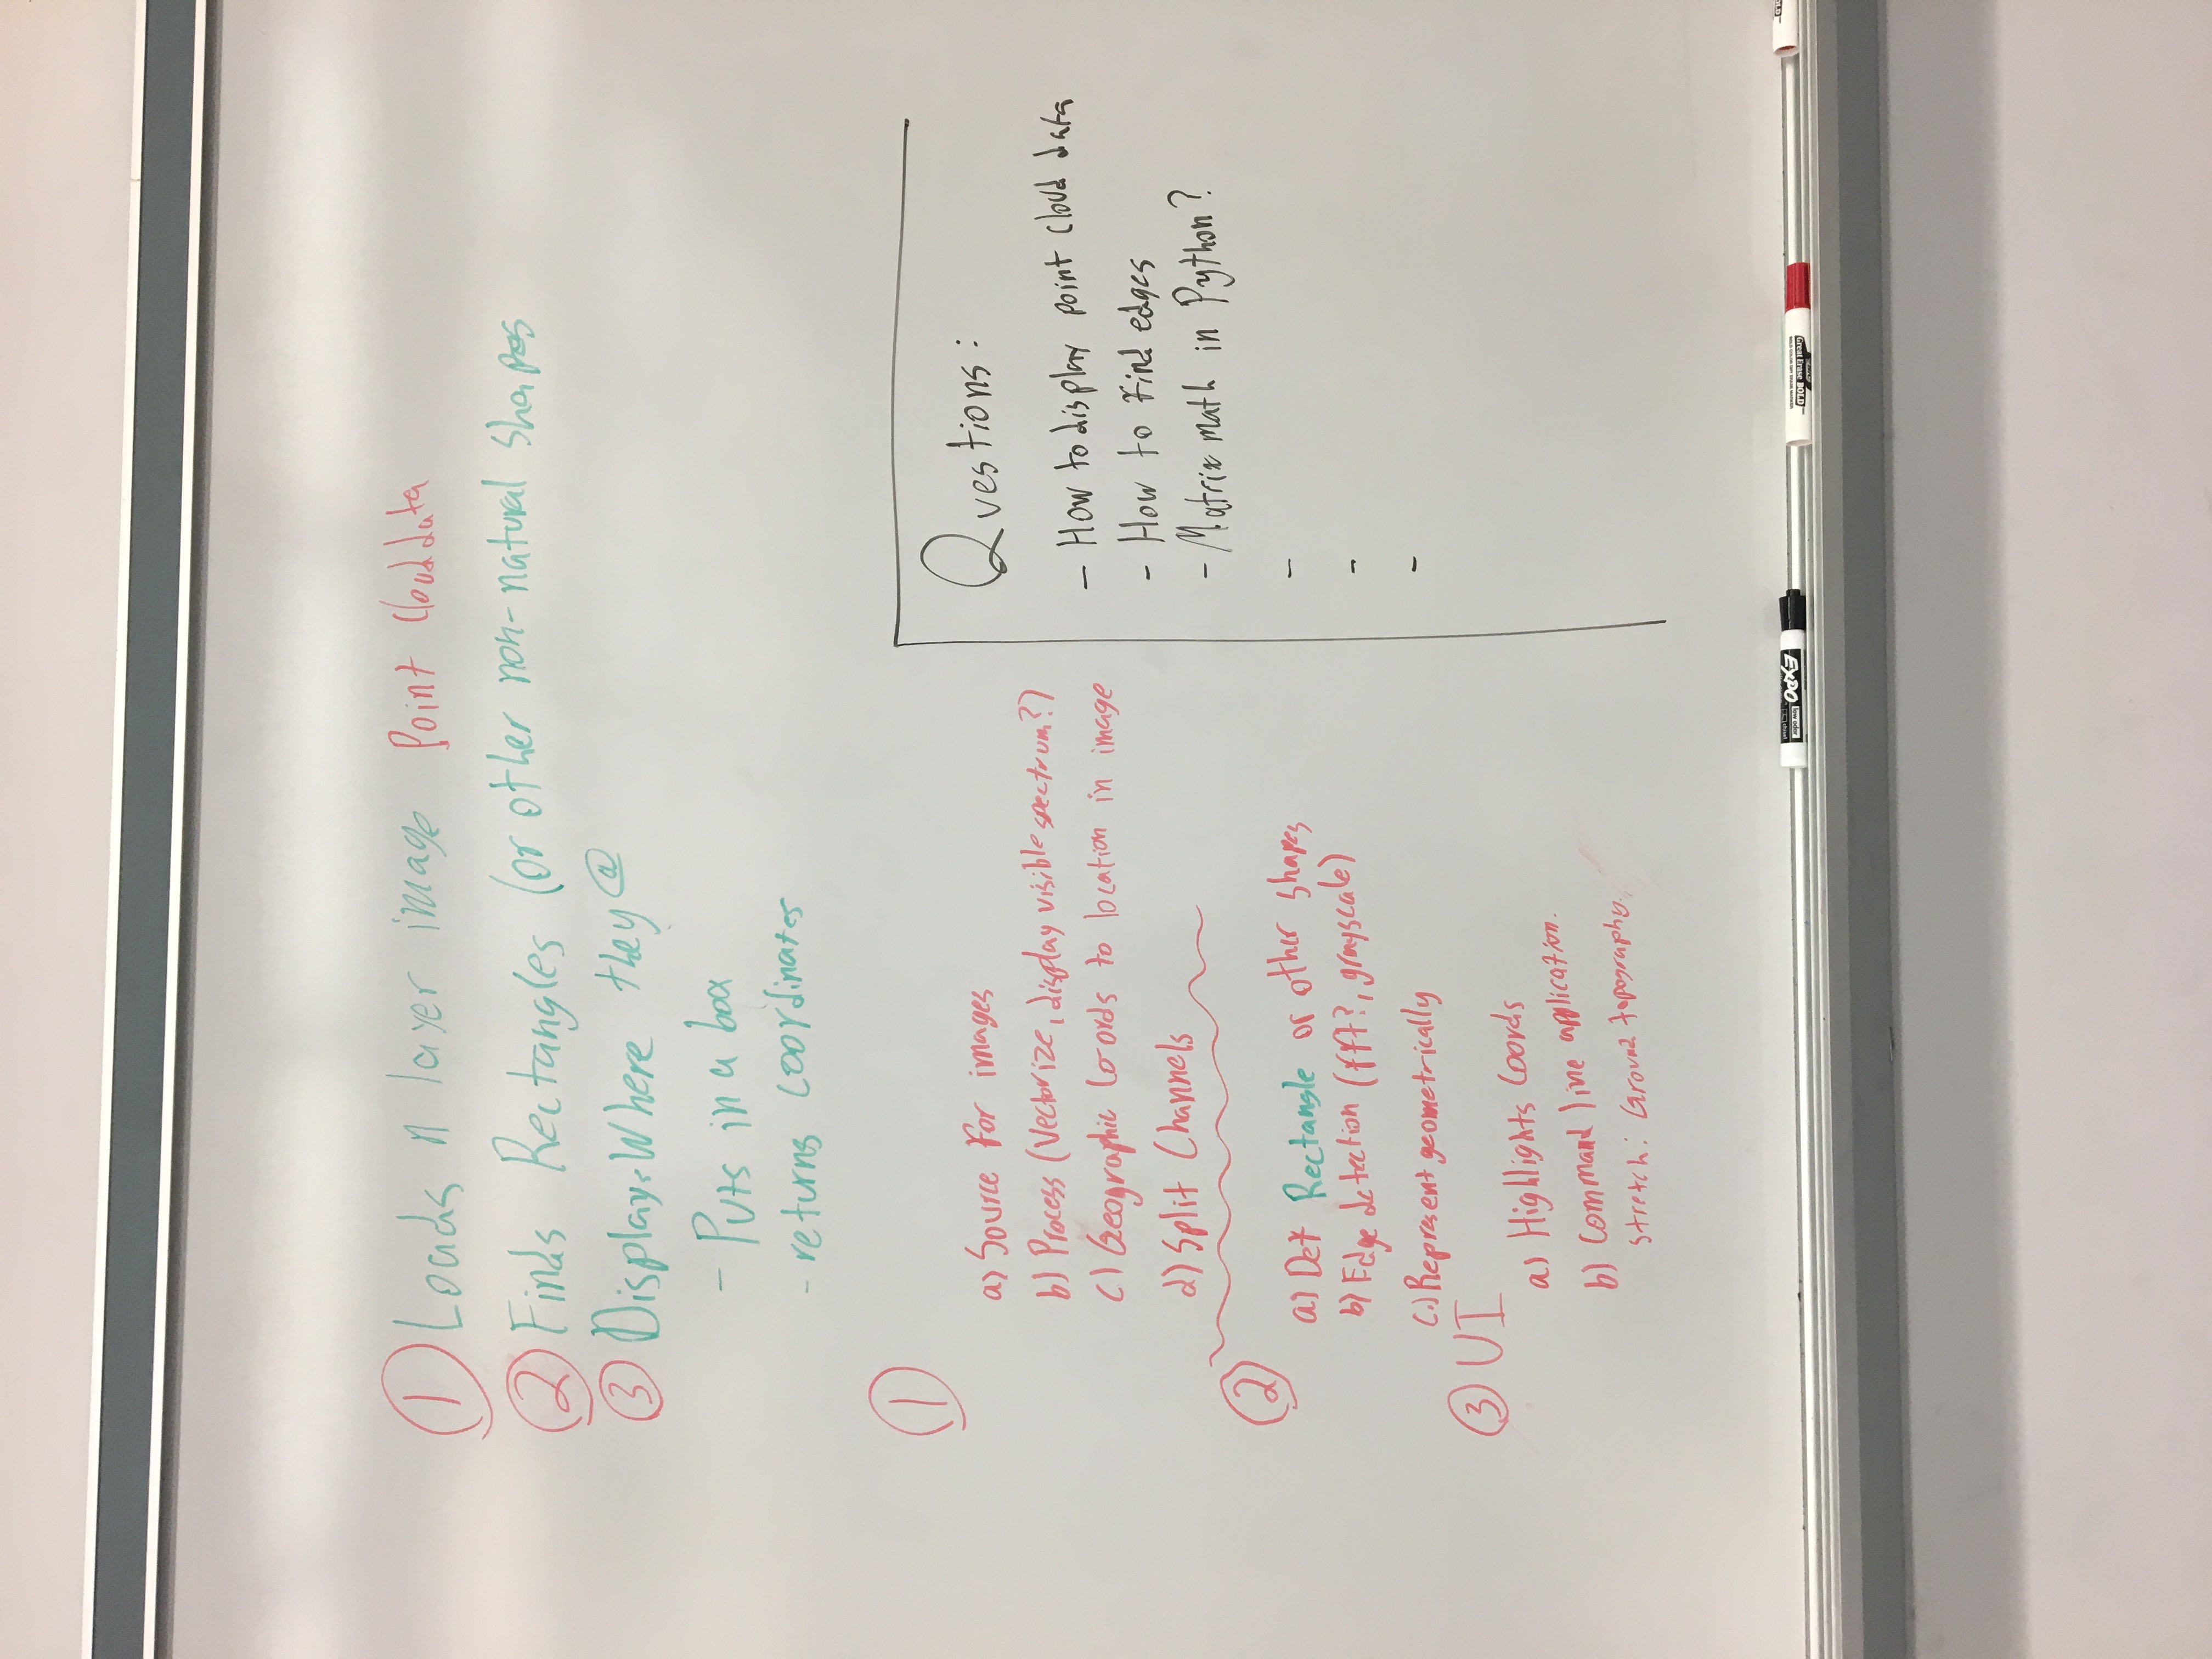 ① Loads n layer image Point Cloud data
② Finds Rectangles (or other non-natural shapes
③ Displays Where they @
- Puts in a box
- returns coordinates
①
a) Source For images
b) Process (Vectorize, display visible spectrum?)
c) Geographic Coords to location in image
d) Split Channels
②
a) Def Rectangle or other shapes
b) Edge detection (fft?, grayscale)
c) Represent geometrically
③ UI
a) Highlights Coords
b) Command line application.
stretch: Ground topography.
Questions:
- How to display point cloud data
- How to Find edges
- Matrix math in Python?
-
-
-
EXPO
low odor
Great Erase BOLD